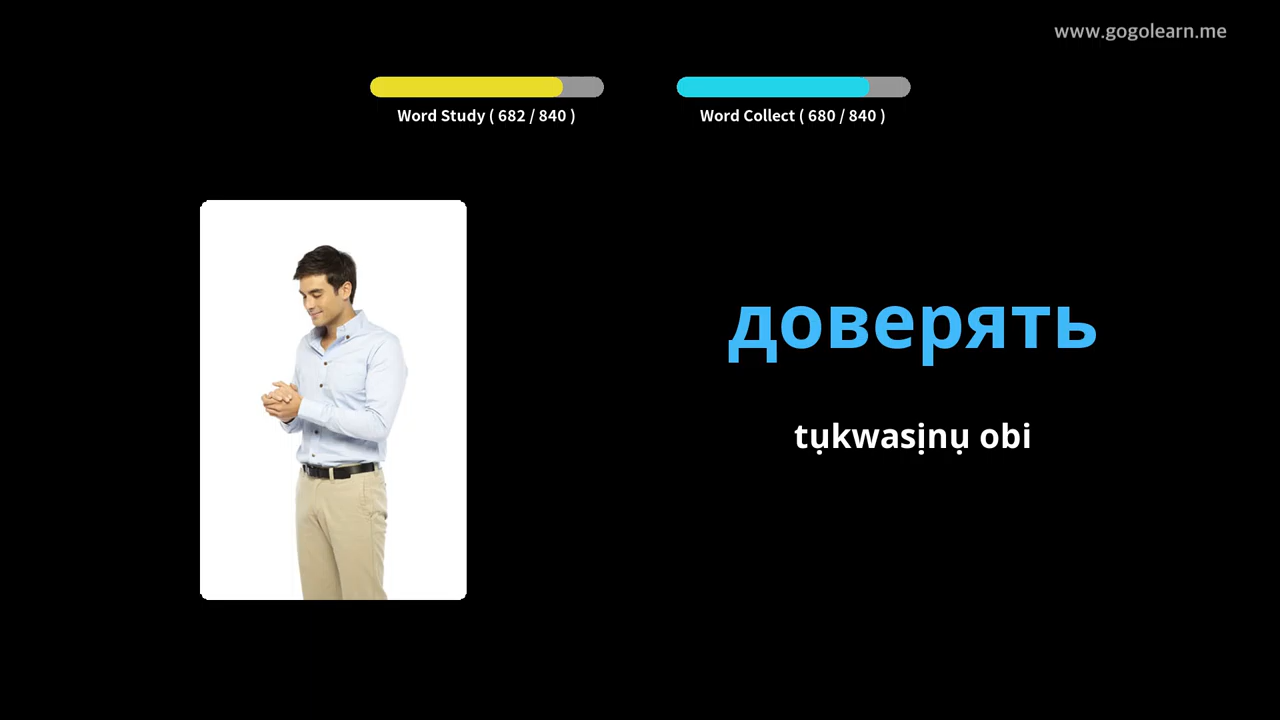 www.gogolearn.me
Word Study ( 682 / 840 )
Word Collect ( 680 / 840 )
доверять
tụkwasịnụ obi